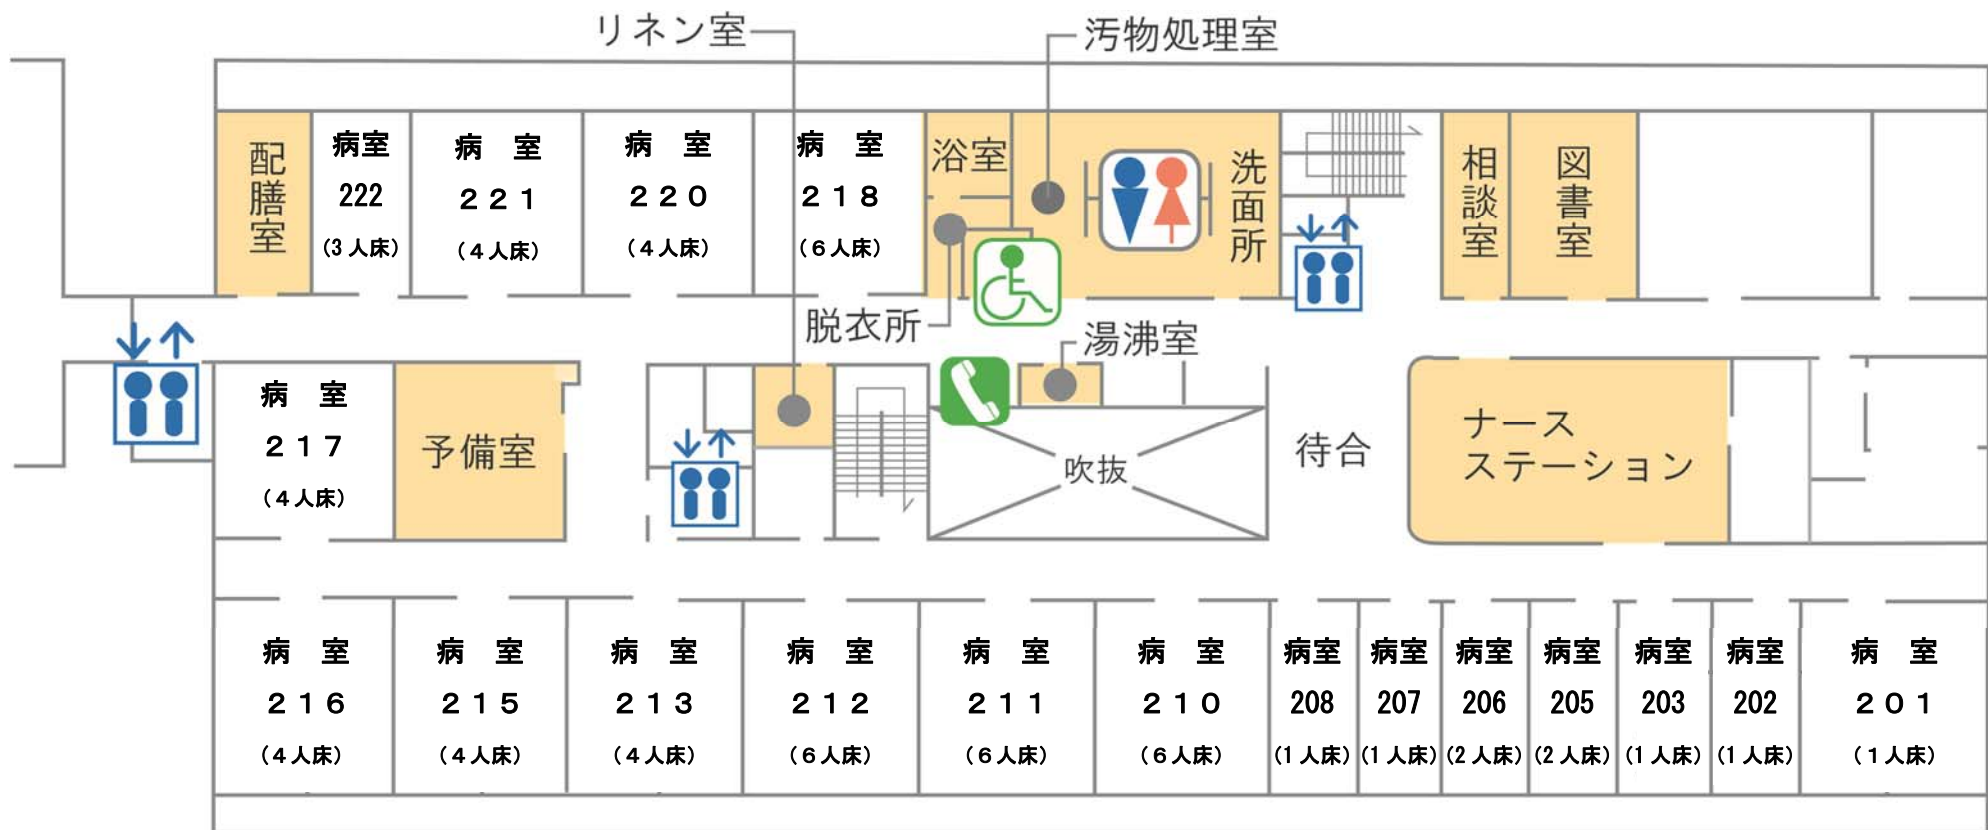 リネン室
汚物処理室
配膳室
病室
222
(3人床)
病 室
２２１
(４人床)
病 室
２２０
(４人床)
病 室
２１８
(６人床)
浴室
洗面所
相談室
図書室
脱衣所
湯沸室
病 室
２１７
(４人床)
予備室
吹抜
待合
ナース
ステーション
病 室
２１６
(４人床)
病 室
２１５
(４人床)
病 室
２１３
(４人床)
病 室
２１２
(６人床)
病 室
２１１
(６人床)
病 室
２１０
(６人床)
病室
208
(1人床)
病室
207
(1人床)
病室
206
(2人床)
病室
205
(2人床)
病室
203
(1人床)
病室
202
(1人床)
病 室
２０１
(１人床)